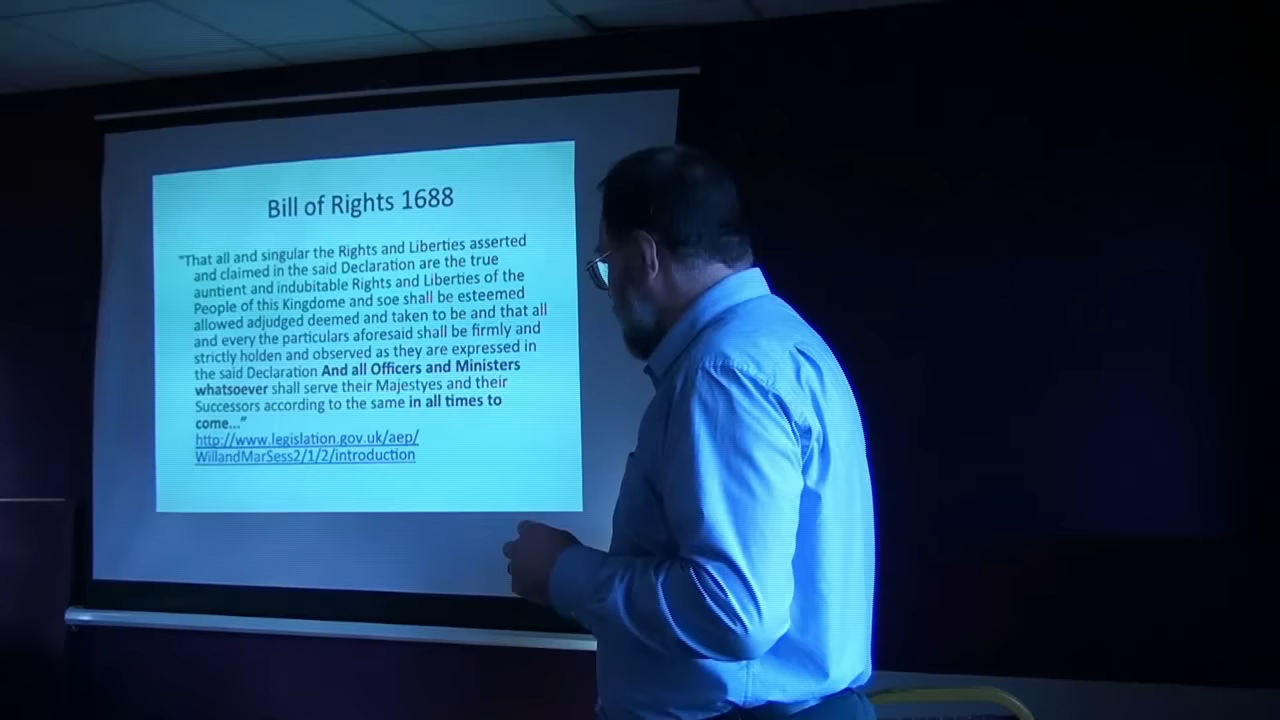 Bill of Rights 1688
"That all and singular the Rights and Liberties asserted
and claimed in the said Declaration are the true
auntient and indubitable Rights and Liberties of the
People of this Kingdome and soe shall be esteemed
allowed adjudged deemed and taken to be and that all
and every the particulars aforesaid shall be firmly and
strictly holden and observed as they are expressed in
the said Declaration And all Officers and Ministers
whatsoever shall serve their Majestyes and their
Successors according to the same in all times to
come..."
http://www.legislation.gov.uk/aep/
WillandMarSess2/1/2/introduction